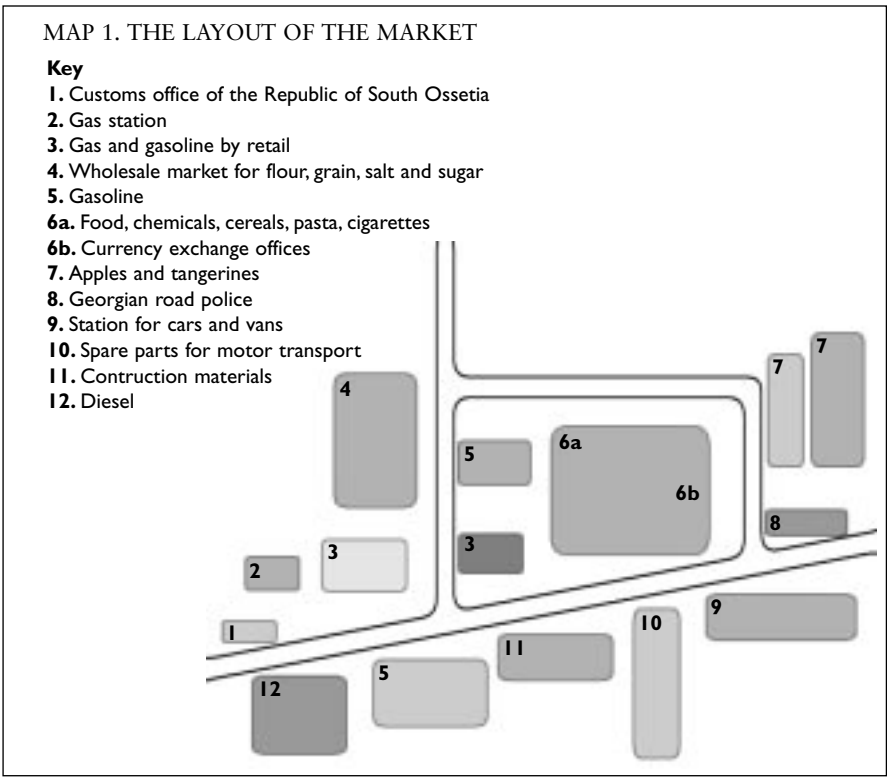 MAP 1. THE LAYOUT OF THE MARKET
Key
1. Customs office of the Republic of South Ossetia
2. Gas station
3. Gas and gasoline by retail
4. Wholesale market for flour, grain, salt and sugar
5. Gasoline
6a. Food, chemicals, cereals, pasta, cigarettes
6b. Currency exchange offices
7. Apples and tangerines
8. Georgian road police
9. Station for cars and vans
10. Spare parts for motor transport
11. Contruction materials
12. Diesel
7
7
4
6a
5
6b
8
3
3
2
9
1
10
11
5
12